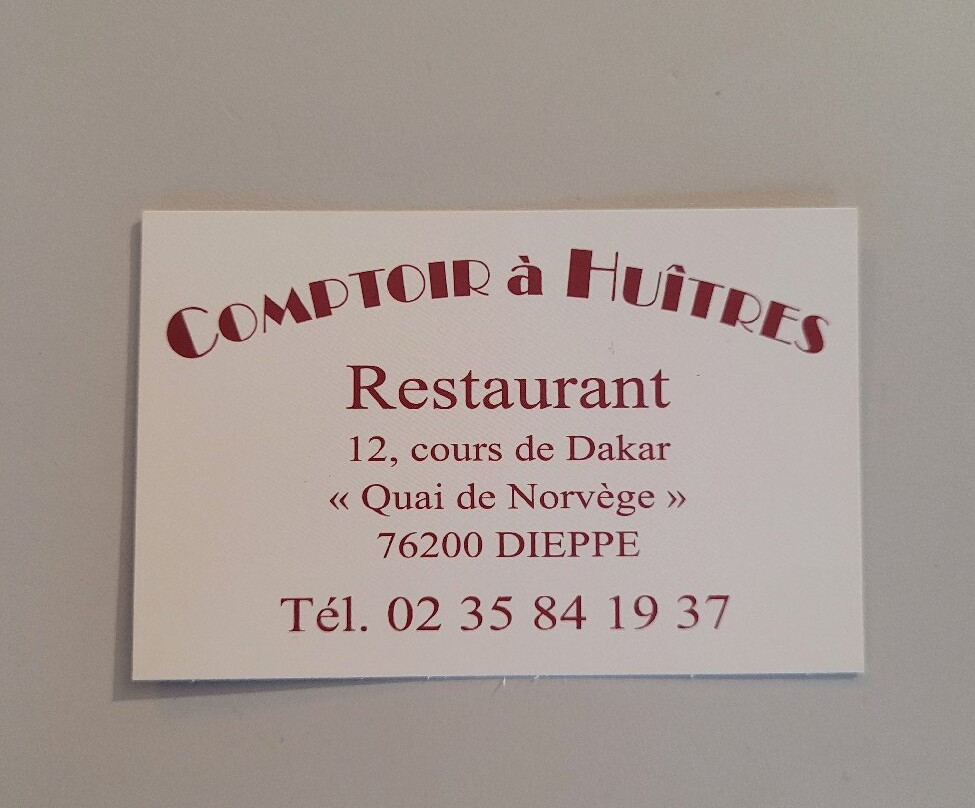 COMPTOIR à HUÎTRES
Restaurant
12, cours de Dakar
« Quai de Norvège »
76200 DIEPPE
Tél. 02 35 84 19 37